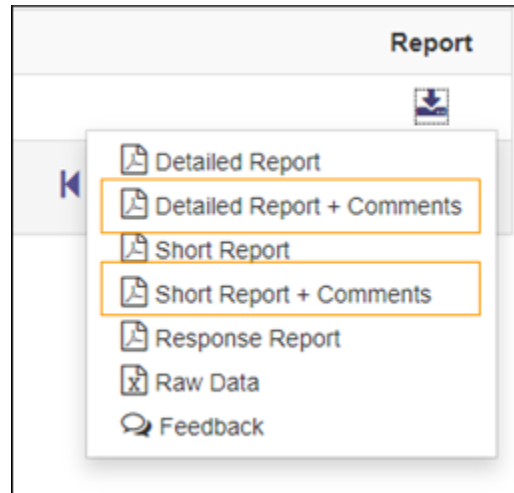 Report
Detailed Report
Detailed Report + Comments
Short Report
Short Report + Comments
Response Report
Raw Data
Feedback